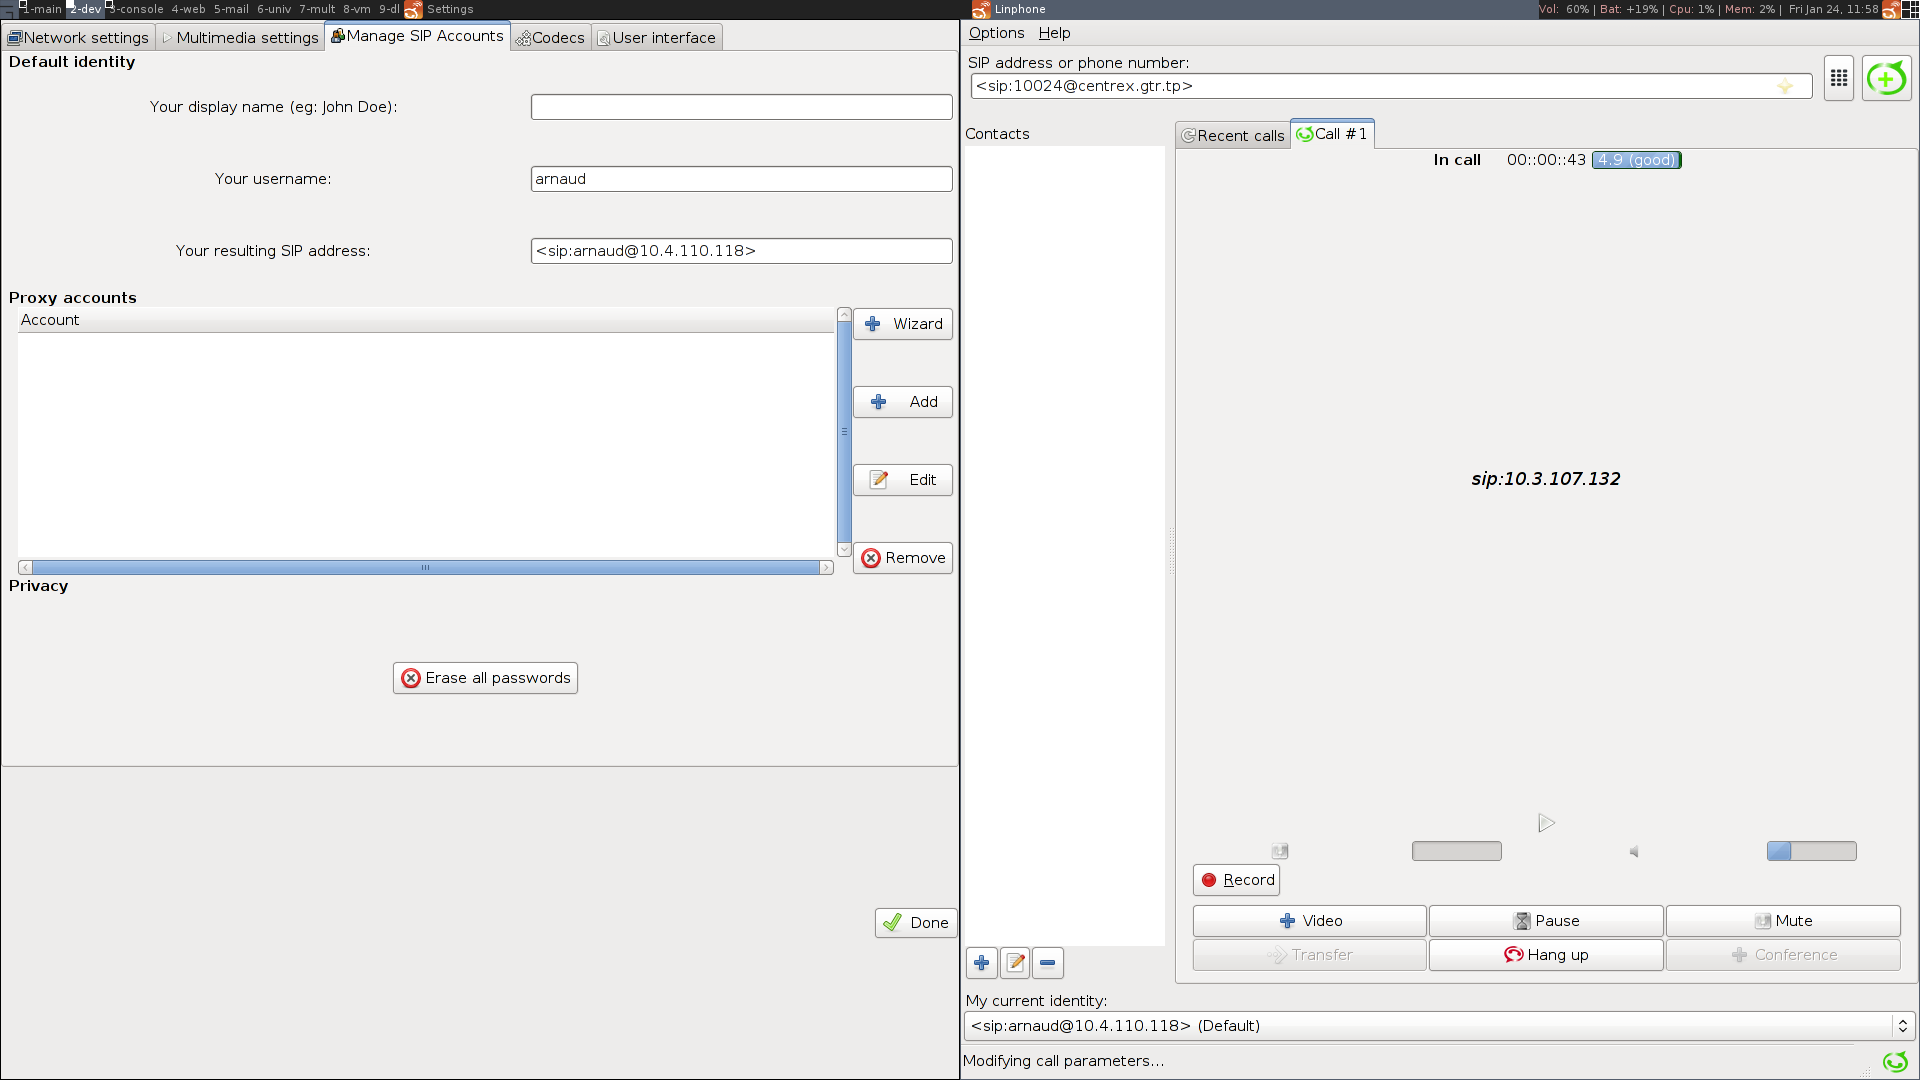 1-main 2-dev 3-console 4-web 5-mail 6-univ 7-mult 8-vm 9-dl Settings
Linphone
Vol: 60% | Bat: +19% | Cpu: 1% | Mem: 2% | Fri Jan 24, 11:58
Network settings
Multimedia settings
Manage SIP Accounts
Codecs
User interface
Default identity
Your display name (eg: John Doe):
Your username:
arnaud
Your resulting SIP address:
<sip:arnaud@10.4.110.118>
Proxy accounts
Account
Wizard
Add
Edit
Remove
Privacy
Erase all passwords
Done
Options Help
SIP address or phone number:
<sip:10024@centrex.gtr.tp>
Contacts
Recent calls
Call #1
In call 00::00::43 4.9 (good)
sip:10.3.107.132
Record
Video
Pause
Mute
Transfer
Hang up
Conference
My current identity:
<sip:arnaud@10.4.110.118> (Default)
Modifying call parameters...